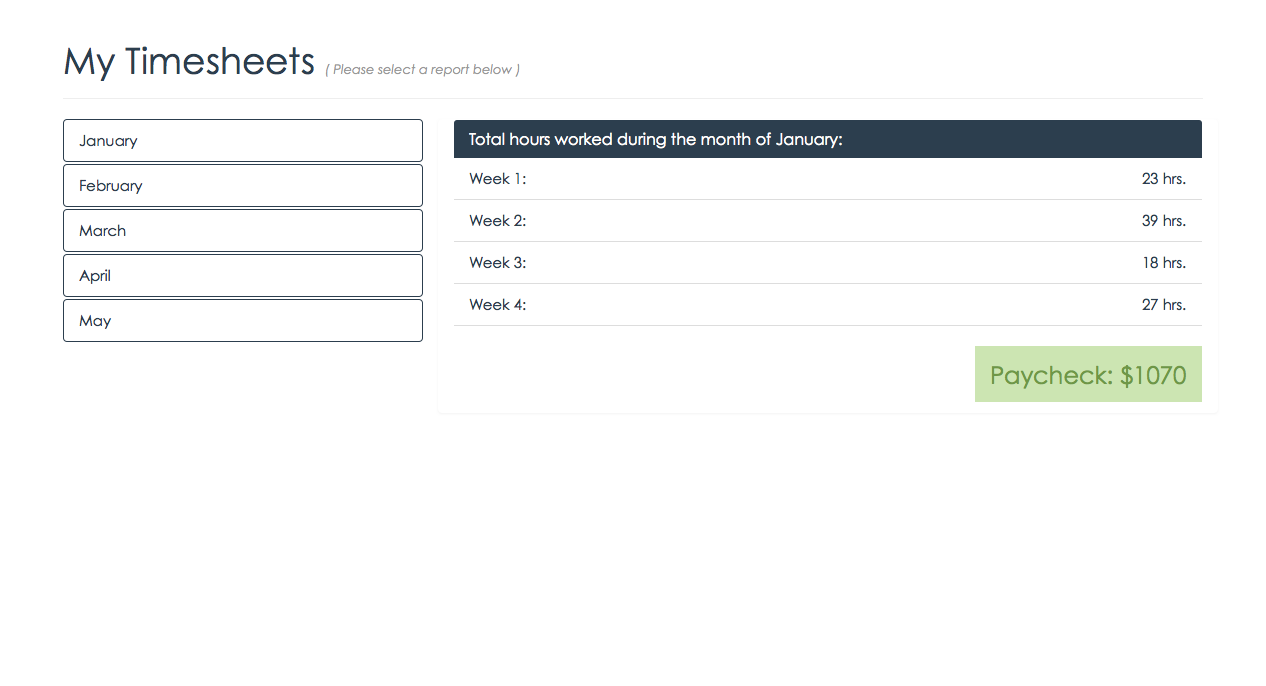 My Timesheets ( Please select a report below )
January
February
March
April
May
Total hours worked during the month of January:
Week 1: 23 hrs.
Week 2: 39 hrs.
Week 3: 18 hrs.
Week 4: 27 hrs.
Paycheck: $1070